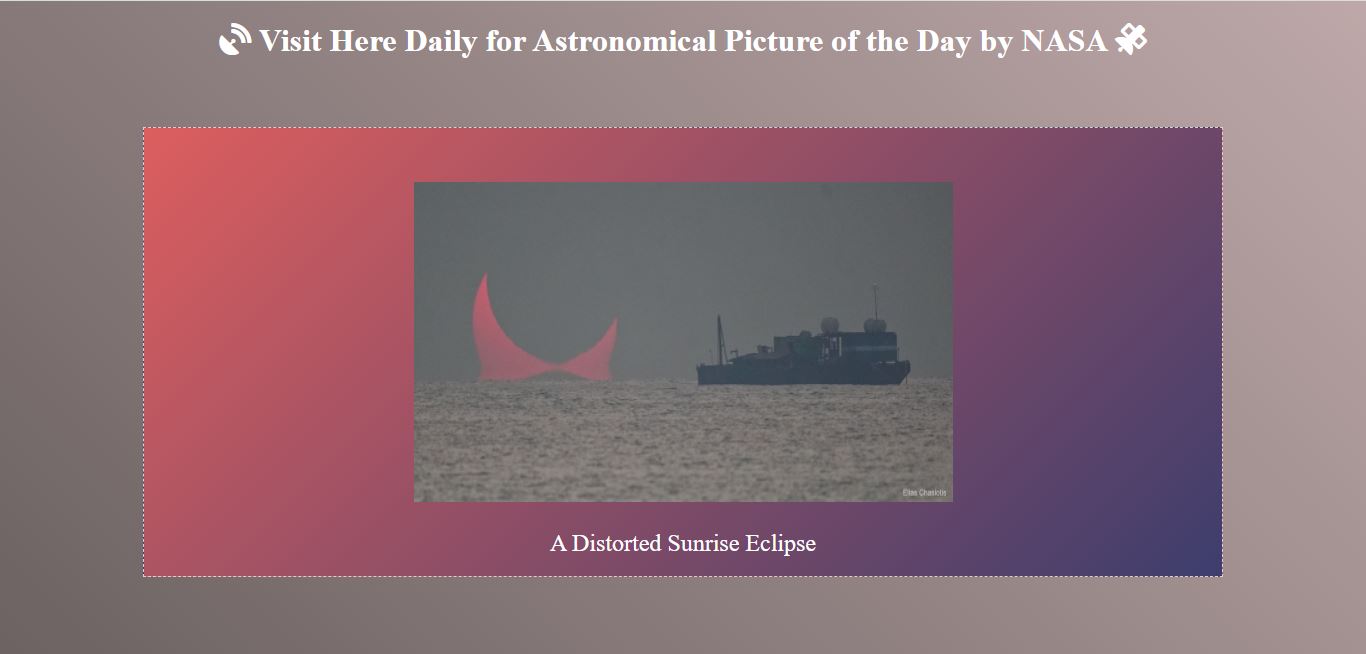 Visit Here Daily for Astronomical Picture of the Day by NASA
Elias Chasiotis
A Distorted Sunrise Eclipse